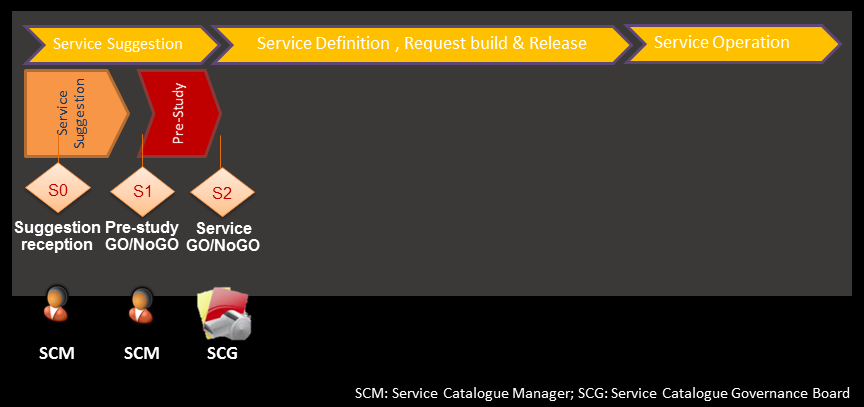 Service Suggestion
Service Definition , Request build & Release
Service Operation
Service
Suggestion
Pre-Study
S0
S1
S2
Suggestion
reception
Pre-study
GO/NoGO
Service
GO/NoGO
SCM
SCM
SCG
SCM: Service Catalogue Manager; SCG: Service Catalogue Governance Board